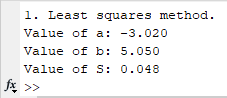 1. Least squares method.
Value of a: -3.020
Value of b: 5.050
Value of S: 0.048
fx >>